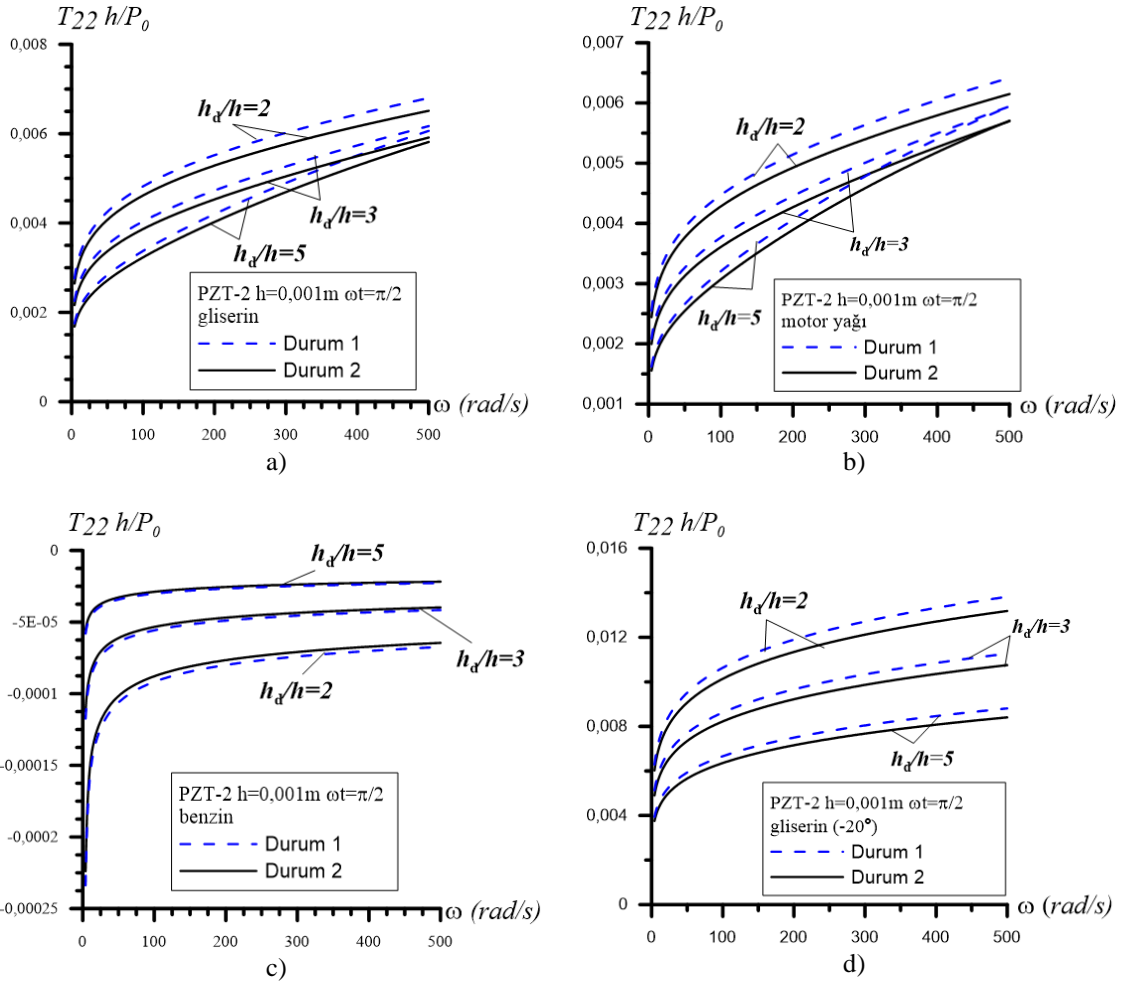 T22 h/P0
0,008
0,006
0,004
0,002
0
hd/h=2
hd/h=3
hd/h=5
PZT-2 h=0,001m ωt=π/2
gliserin
Durum 1
Durum 2
ω (rad/s)
0 100 200 300 400 500
a)
T22 h/P0
0,007
0,006
0,005
0,004
0,003
0,002
0,001
hd/h=2
hd/h=3
hd/h=5
PZT-2 h=0,001m ωt=π/2
motor yağı
Durum 1
Durum 2
ω (rad/s)
0 100 200 300 400 500
b)
T22 h/P0
0
-5E-05
-0,0001
-0,00015
-0,0002
-0,00025
hd/h=5
hd/h=3
hd/h=2
PZT-2 h=0,001m ωt=π/2
benzin
Durum 1
Durum 2
ω (rad/s)
0 100 200 300 400 500
c)
T22 h/P0
0,016
0,012
0,008
0,004
0
hd/h=2
hd/h=3
hd/h=5
PZT-2 h=0,001m ωt=π/2
gliserin (-20°)
Durum 1
Durum 2
ω (rad/s)
0 100 200 300 400 500
d)